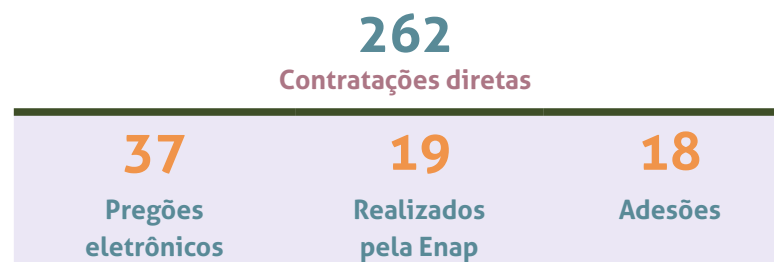 262
Contratações diretas
37
19
18
Pregões
eletrônicos
Realizados
pela Enap
Adesões